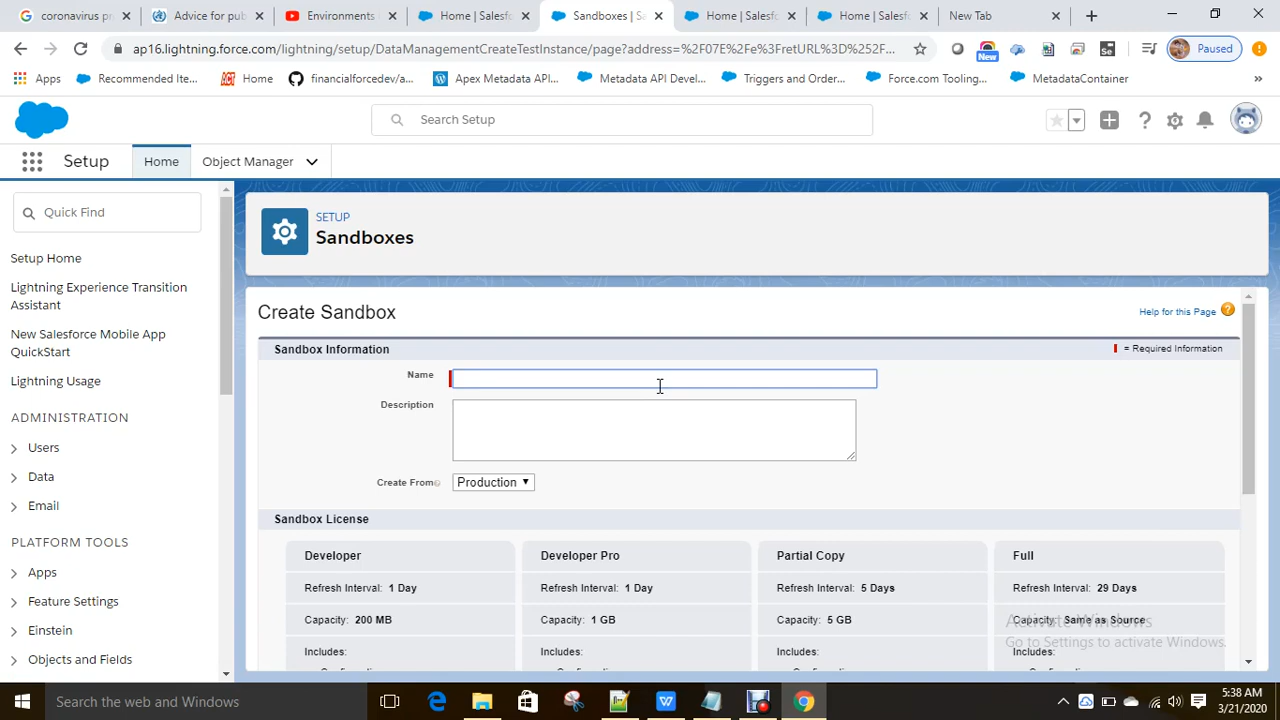 coronavirus p
Advice for pub
Environments
Home | Salesf
Sandboxes | S
Home | Salesf
Home | Salesf
New Tab
ap16.lightning.force.com/lightning/setup/DataManagementCreateTestInstance/page?address=%2F07E%2Fe%3FretURL%3D%252F...
New
Se
Paused
Apps
Recommended Ite...
ACT
Home
financialforcedev/a...
Apex Metadata API...
Metadata API Devel...
Triggers and Order...
Force.com Tooling...
MetadataContainer
»
Search Setup
Setup
Home
Object Manager
Quick Find
SETUP
Sandboxes
Setup Home
Lightning Experience Transition
Assistant
New Salesforce Mobile App
QuickStart
Lightning Usage
ADMINISTRATION
Users
Data
Email
PLATFORM TOOLS
Apps
Feature Settings
Einstein
Objects and Fields
Create Sandbox
Help for this Page
Sandbox Information
= Required Information
Name
Description
Create From
Production
Sandbox License
Developer
Developer Pro
Partial Copy
Full
Refresh Interval: 1 Day
Refresh Interval: 1 Day
Refresh Interval: 5 Days
Refresh Interval: 29 Days
Capacity: 200 MB
Capacity: 1 GB
Capacity: 5 GB
Capacity: Same as Source
Includes:
Includes:
Includes:
Includes:
Activate Windows
Go to Settings to activate Windows.
Search the web and Windows
5:38 AM
3/21/2020